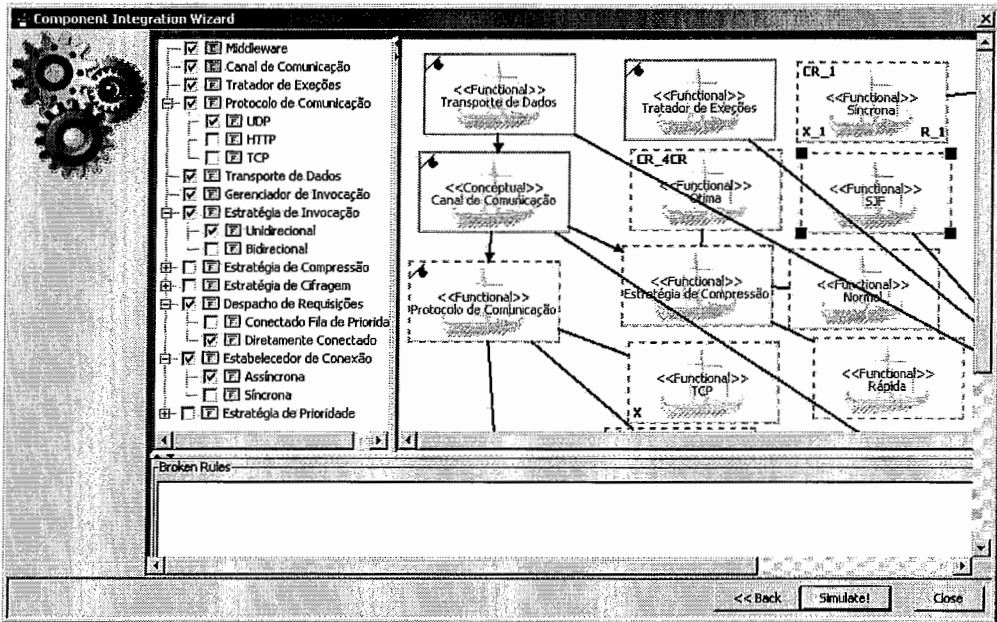 Component Integration Wizard
Middleware
Canal de Comunicação
Tratador de Exeções
Protocolo de Comunicação
UDP
HTTP
TCP
Transporte de Dados
Gerenciador de Invocação
Estratégia de Invocação
Unidirecional
Bidirecional
Estratégia de Compressão
Estratégia de Cifragem
Despacho de Requisições
Conectado Fila de Priorida
Diretamente Conectado
Estabelecedor de Conexão
Assíncrona
Síncrona
Estratégia de Prioridade
<<Functional>>
Transporte de Dados
<<Functional>>
Tratador de Exeções
CR_1
<<Functional>>
Síncrona
X_1
R_1
<<Conceptual>>
Canal de Comunicação
CR_4CR
<<Functional>>
Ótima
<<Functional>>
SJF
<<Functional>>
Protocolo de Comunicação
<<Functional>>
Estratégia de Compressão
<<Functional>>
Normal
<<Functional>>
TCP
X
<<Functional>>
Rápida
Broken Rules
<< Back
Simulate!
Close